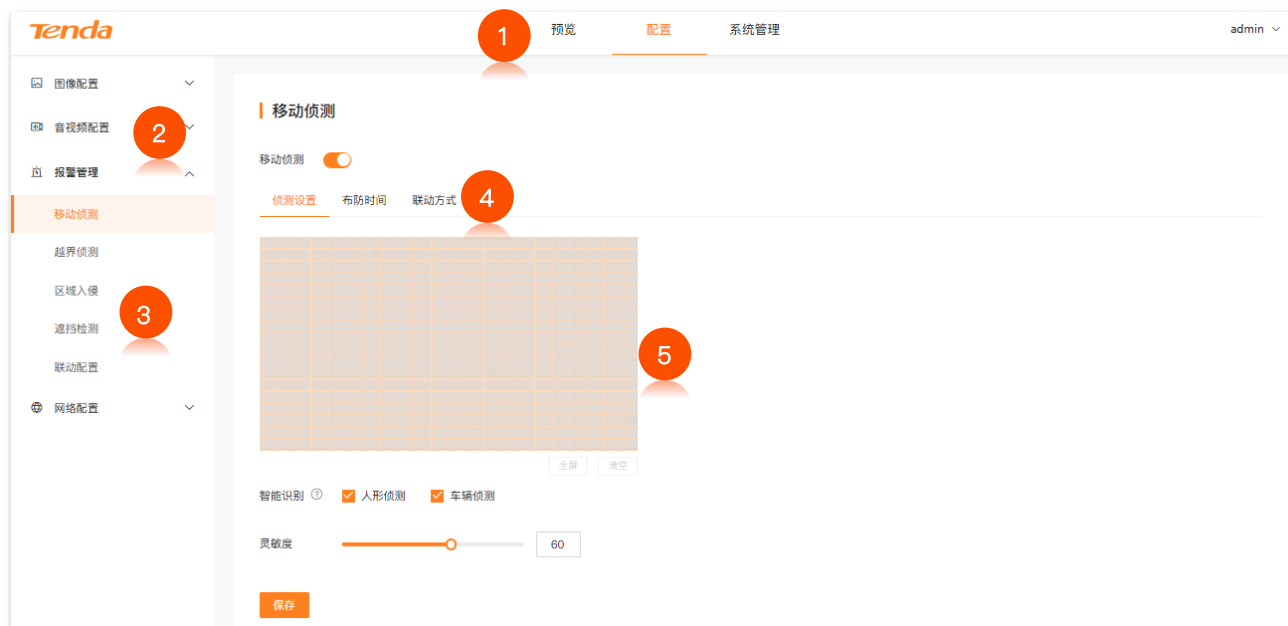 Tenda
1 预览 配置 系统管理 admin
图像配置
音视频配置 2
报警管理
移动侦测
越界侦测
区域入侵
遮挡检测
3
联动配置
网络配置
移动侦测
移动侦测
侦测设置 布防时间 联动方式 4
5
全屏 清空
智能识别 ? 人形侦测 车辆侦测
灵敏度 60
保存